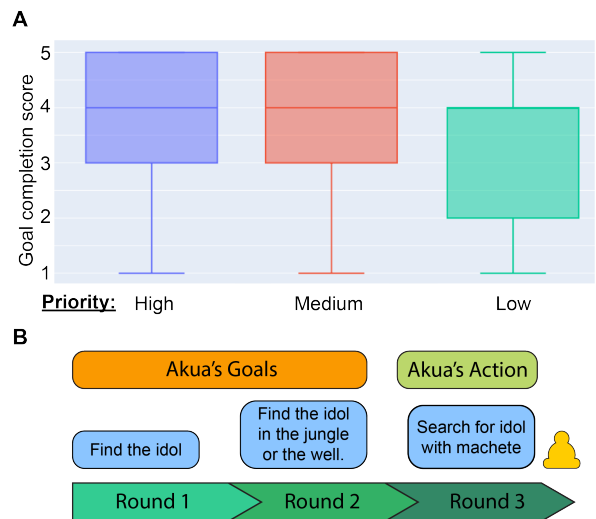 A
Goal completion score
5
4
3
2
1
Priority: High Medium Low
B
Akua's Goals
Akua's Action
Find the idol
Find the idol
in the jungle
or the well.
Search for idol
with machete
Round 1
Round 2
Round 3